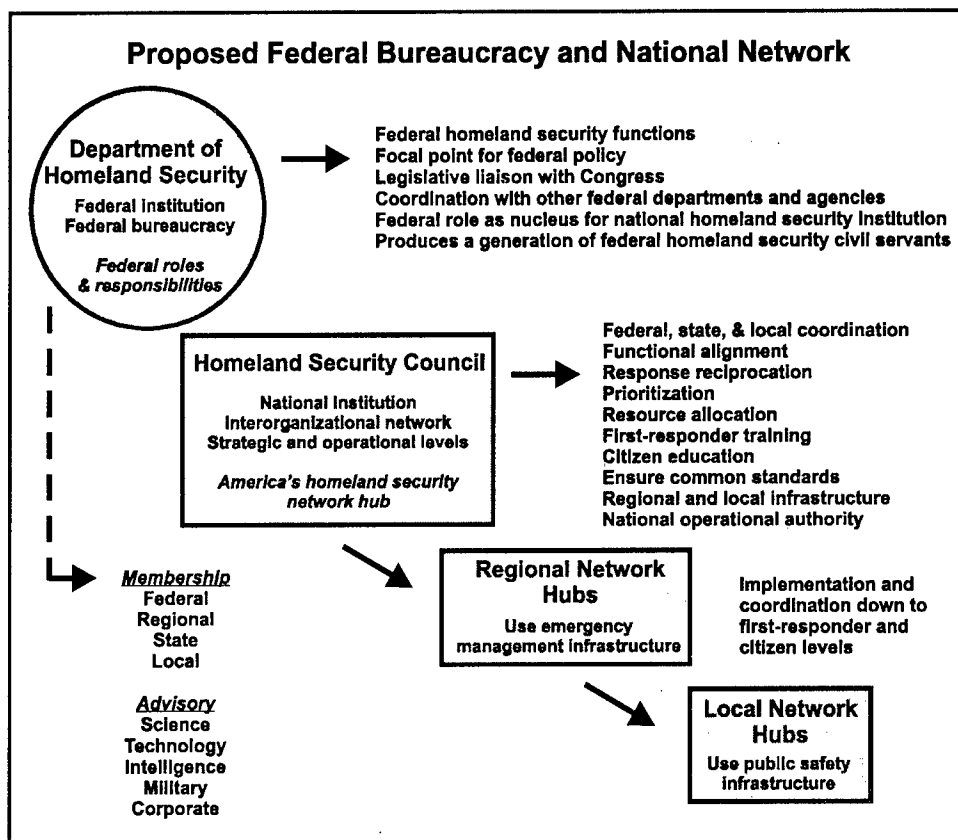 Proposed Federal Bureaucracy and National Network
Department of
Homeland Security
Federal institution
Federal bureaucracy
Federal roles
& responsibilities
Federal homeland security functions
Focal point for federal policy
Legislative liaison with Congress
Coordination with other federal departments and agencies
Federal role as nucleus for national homeland security institution
Produces a generation of federal homeland security civil servants
Homeland Security Council
National Institution
Interorganizational network
Strategic and operational levels
America's homeland security
network hub
Federal, state, & local coordination
Functional alignment
Response reciprocation
Prioritization
Resource allocation
First-responder training
Citizen education
Ensure common standards
Regional and local infrastructure
National operational authority
Membership
Federal
Regional
State
Local
Advisory
Science
Technology
Intelligence
Military
Corporate
Regional Network
Hubs
Use emergency
management infrastructure
Implementation and
coordination down to
first-responder and
citizen levels
Local Network
Hubs
Use public safety
infrastructure